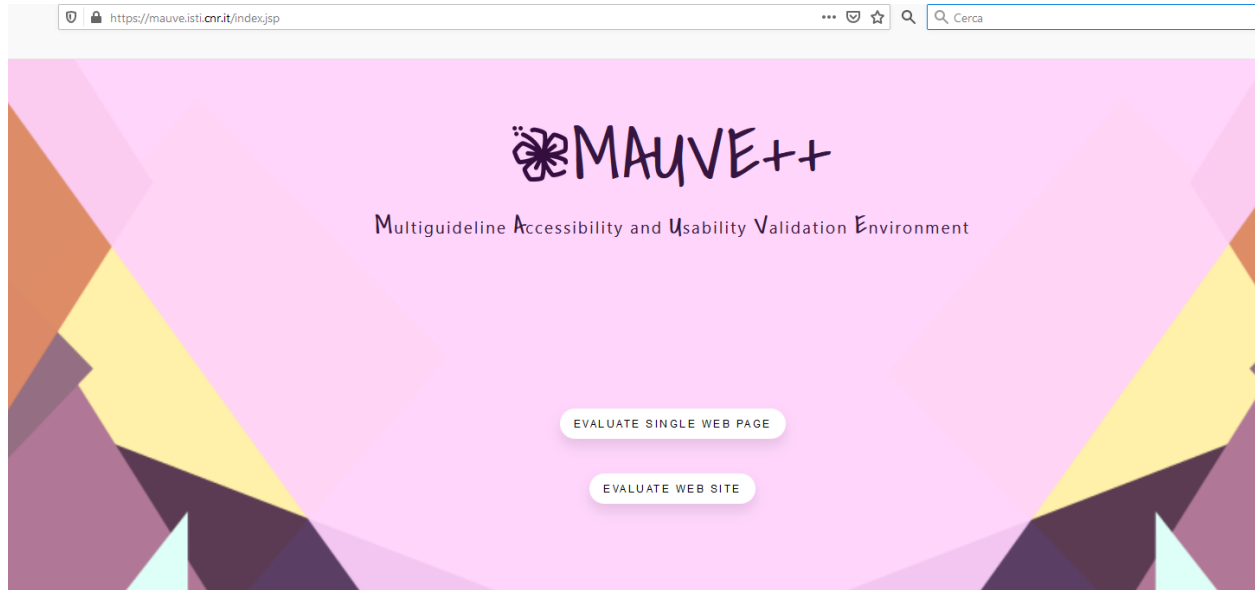 https://mauve.isti.cnr.it/index.jsp
Cerca
MAUVE++
Multiguideline Accessibility and Usability Validation Environment
EVALUATE SINGLE WEB PAGE
EVALUATE WEB SITE